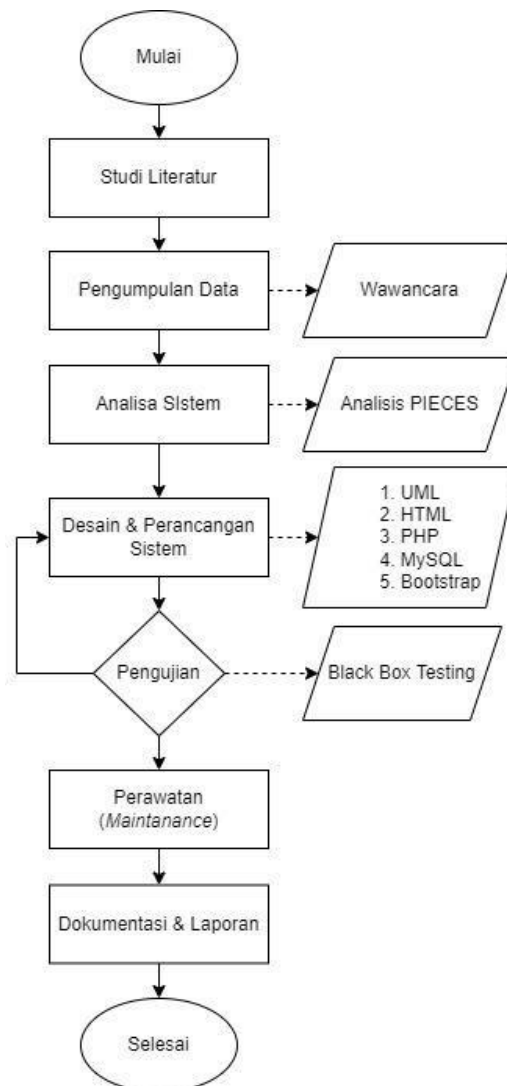 Mulai
Studi Literatur
Pengumpulan Data
Wawancara
Analisa SIstem
Analisis PIECES
Desain & Perancangan
Sistem
1. UML
2. HTML
3. PHP
4. MySQL
5. Bootstrap
Pengujian
Black Box Testing
Perawatan
(Maintanance)
Dokumentasi & Laporan
Selesai